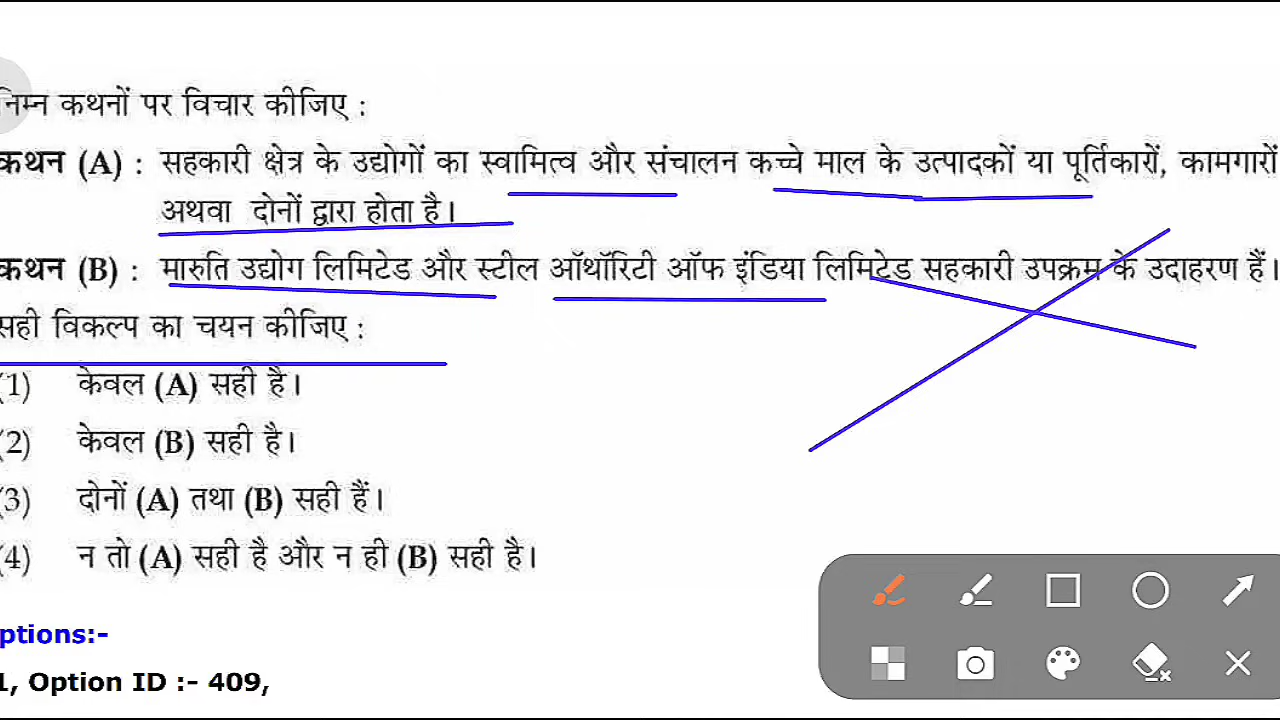 निम्न कथनों पर विचार कीजिए :
कथन (A) : सहकारी क्षेत्र के उद्योगों का स्वामित्व और संचालन कच्चे माल के उत्पादकों या पूर्तिकारों, कामगारों
अथवा दोनों द्वारा होता है।
कथन (B) : मारुति उद्योग लिमिटेड और स्टील ऑथॉरिटी ऑफ इंडिया लिमिटेड सहकारी उपक्रम के उदाहरण हैं।
सही विकल्प का चयन कीजिए :
(1) केवल (A) सही है।
(2) केवल (B) सही है।
(3) दोनों (A) तथा (B) सही हैं।
(4) न तो (A) सही है और न ही (B) सही है।
ptions:-
1, Option ID :- 409,